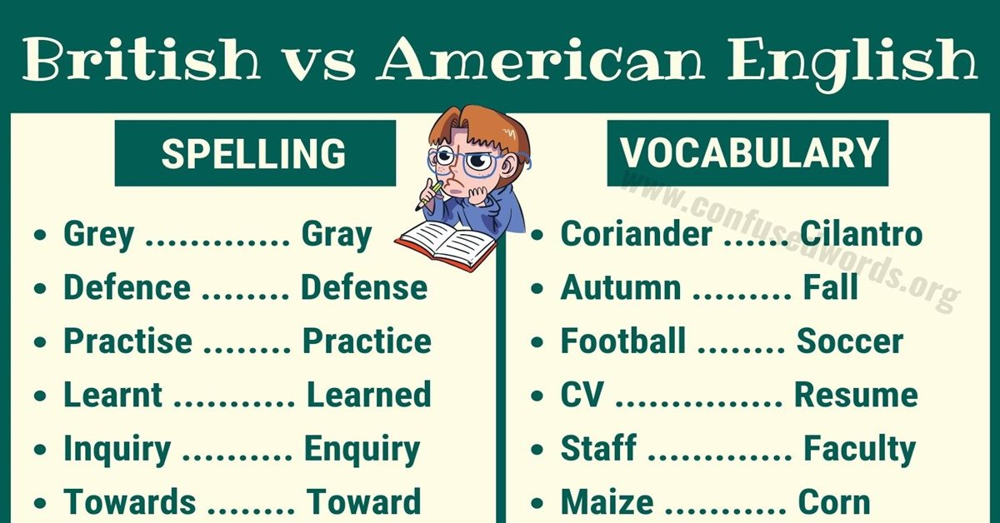 British vs American English
SPELLING
Grey ............. Gray
Defence ........ Defense
Practise ........ Practice
Learnt ........... Learned
Inquiry .......... Enquiry
Towards ........ Toward
VOCABULARY
www.confusedwords.org
Coriander ...... Cilantro
Autumn ......... Fall
Football ........ Soccer
CV ............... Resume
Staff ............. Faculty
Maize ........... Corn